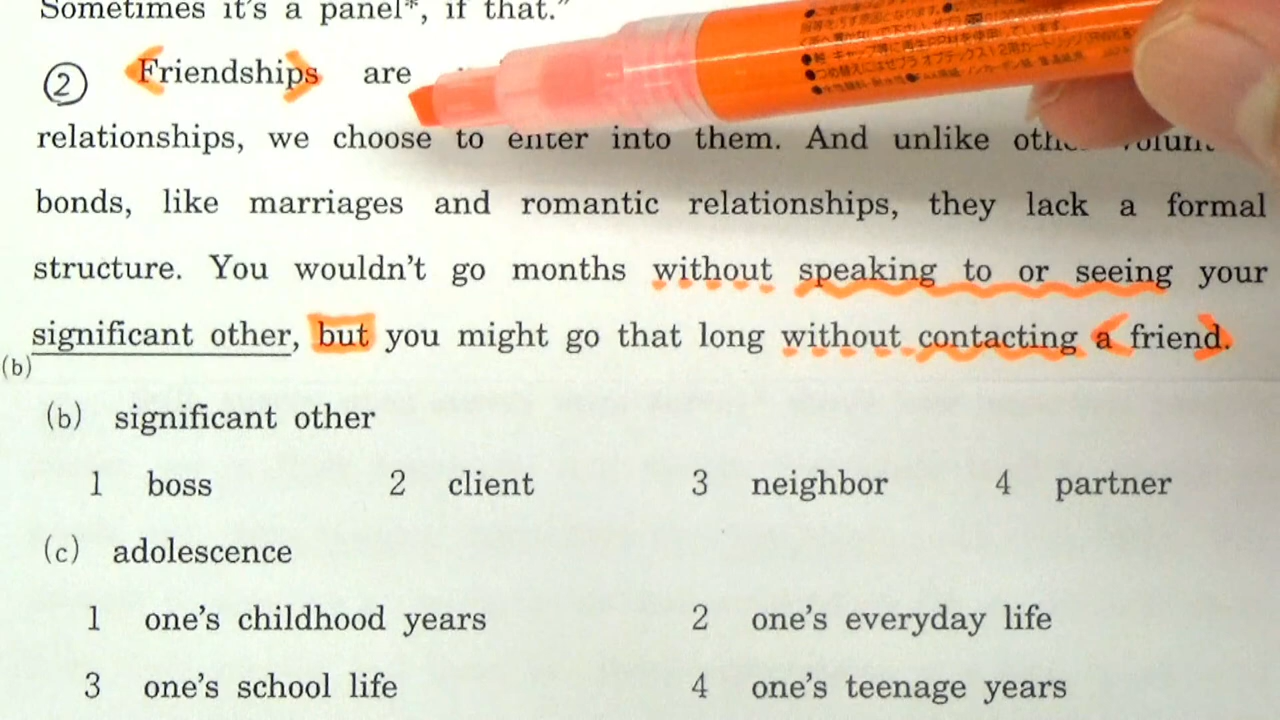 Sometimes it's a panel*, if that."
② Friendships are
relationships, we choose to enter into them. And unlike
bonds, like marriages and romantic relationships, they lack a formal
structure. You wouldn't go months without speaking to or seeing your
significant other, but you might go that long without contacting a friend.
(b)
(b) significant other
1 boss 2 client 3 neighbor 4 partner
(c) adolescence
1 one's childhood years 2 one's everyday life
3 one's school life 4 one's teenage years